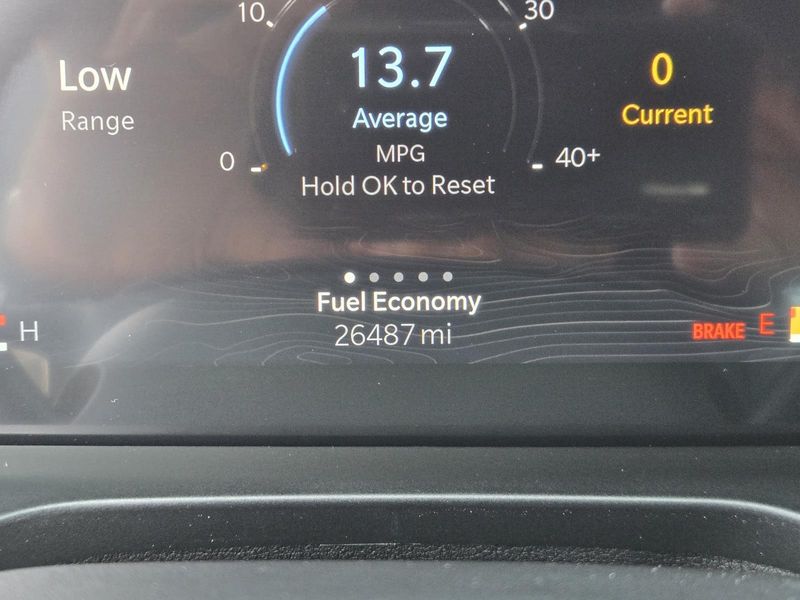 10
30
Low
13.7
0
Range
Average
Current
MPG
0
40+
Hold OK to Reset
Fuel Economy
H
26487 mi
BRAKE
E